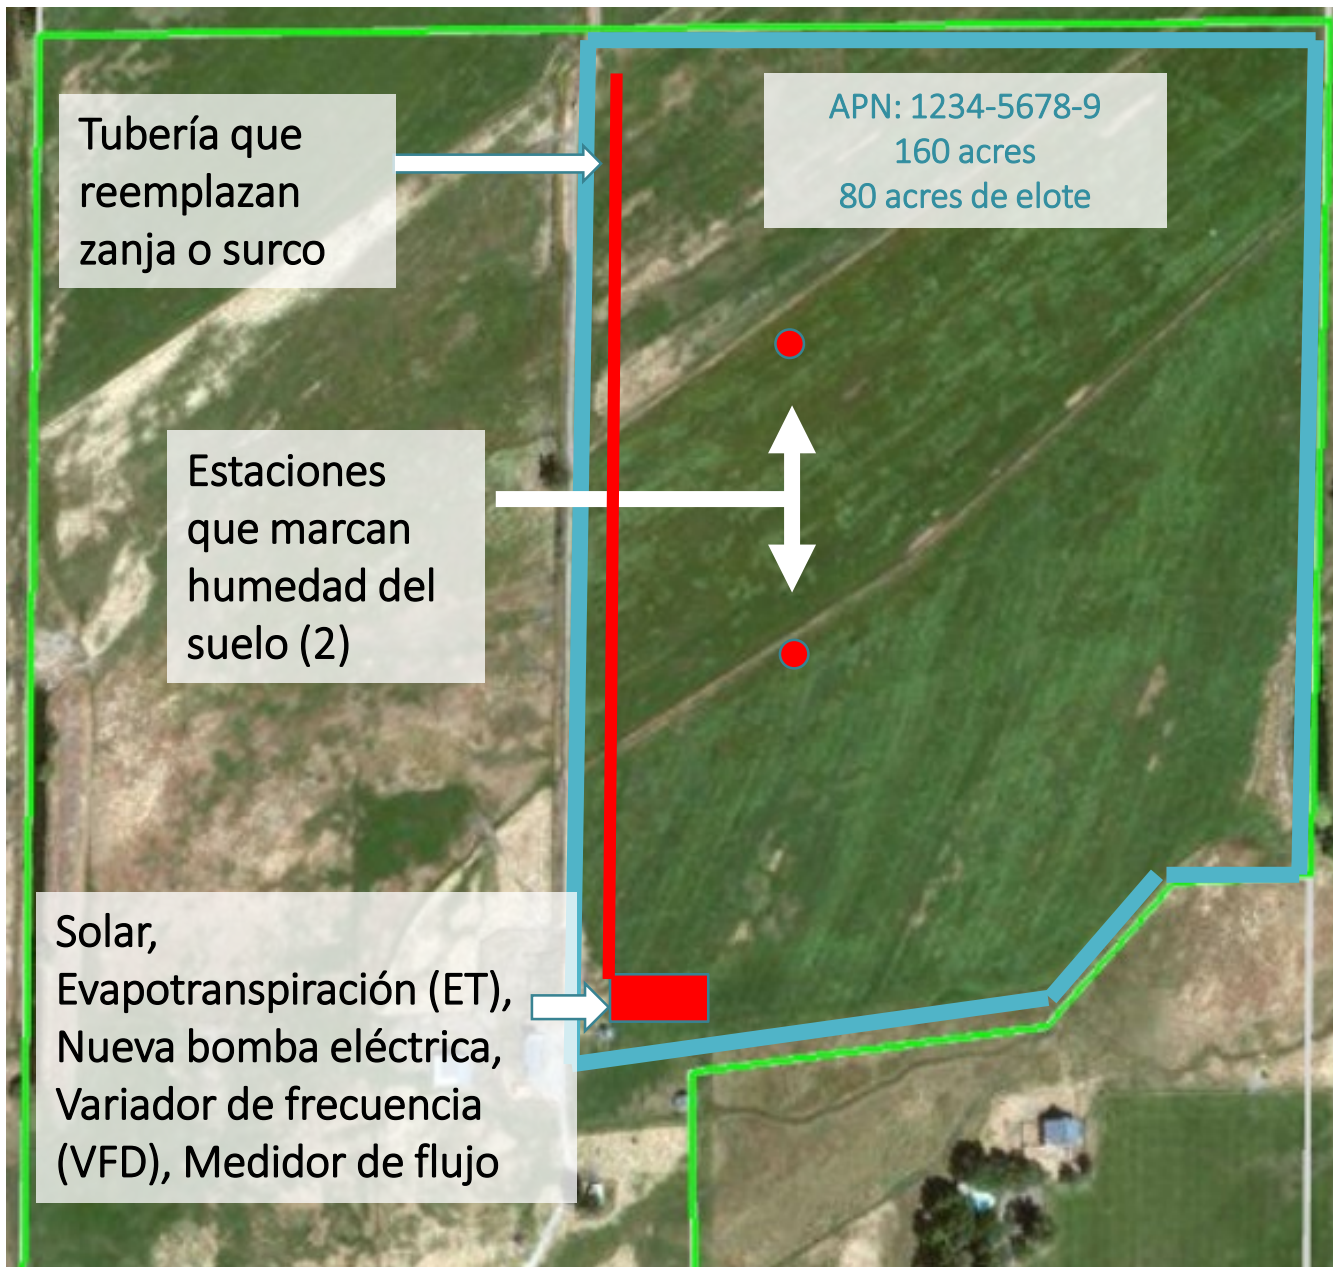 Tubería que
reemplazan
zanja o surco
APN: 1234-5678-9
160 acres
80 acres de elote
Estaciones
que marcan
humedad del
suelo (2)
Solar,
Evapotranspiración (ET),
Nueva bomba eléctrica,
Variador de frecuencia
(VFD), Medidor de flujo